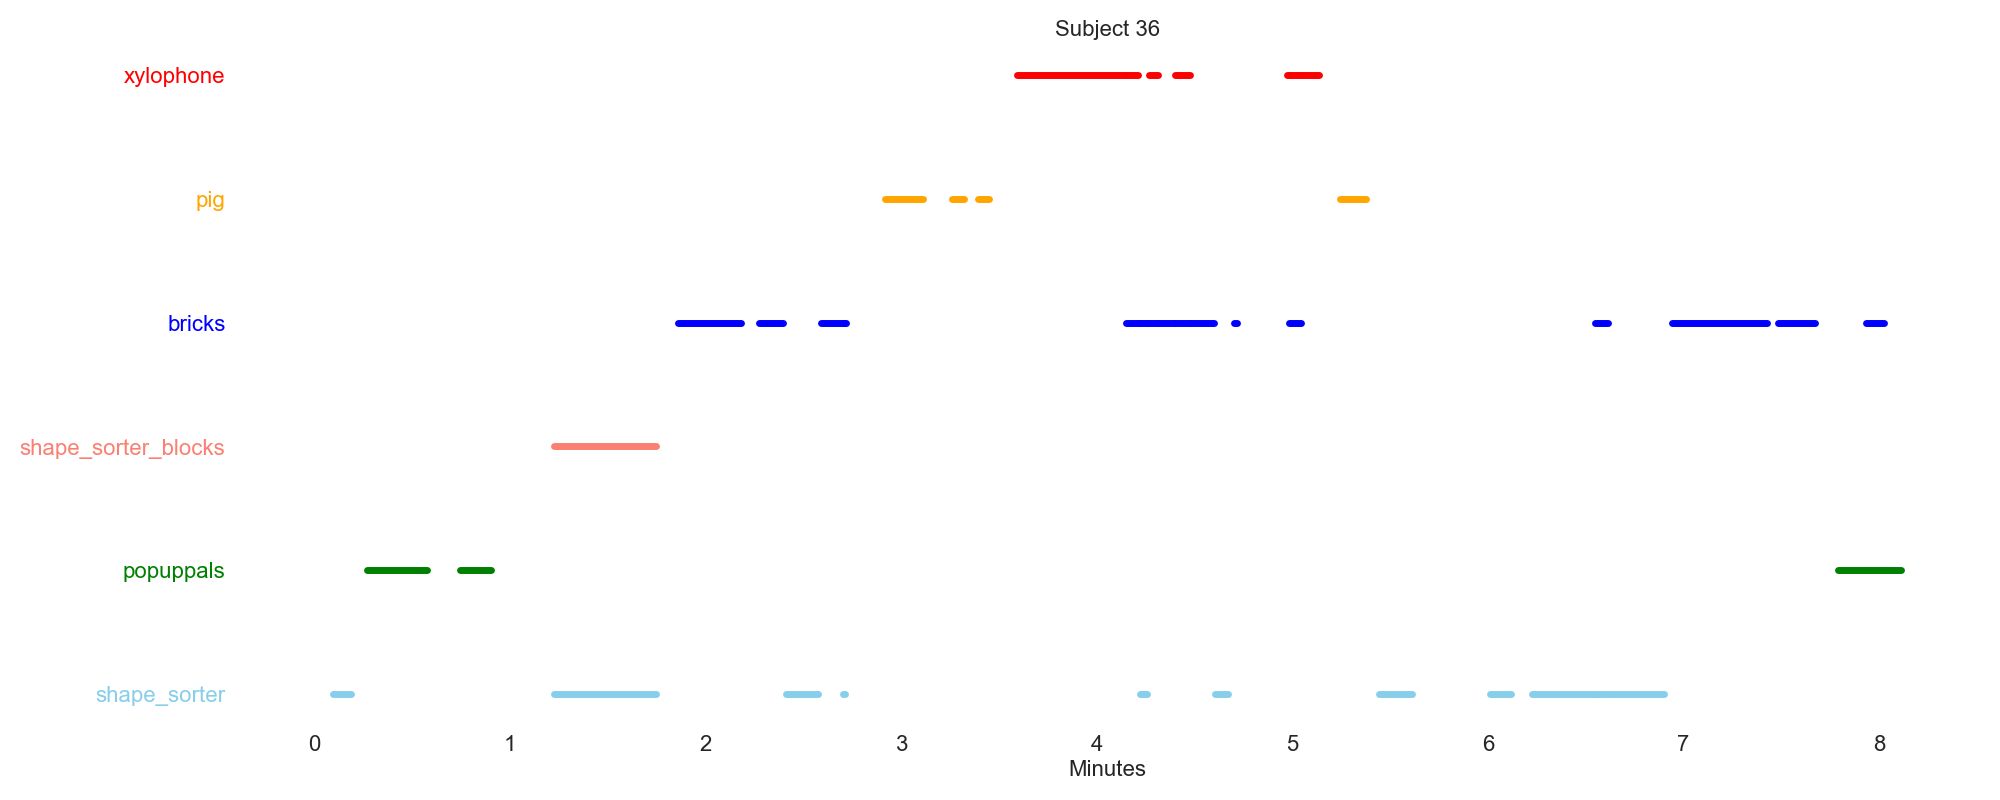 Subject 36
xylophone
pig
bricks
shape_sorter_blocks
popuppals
shape_sorter
0 1 2 3 4 5 6 7 8
Minutes